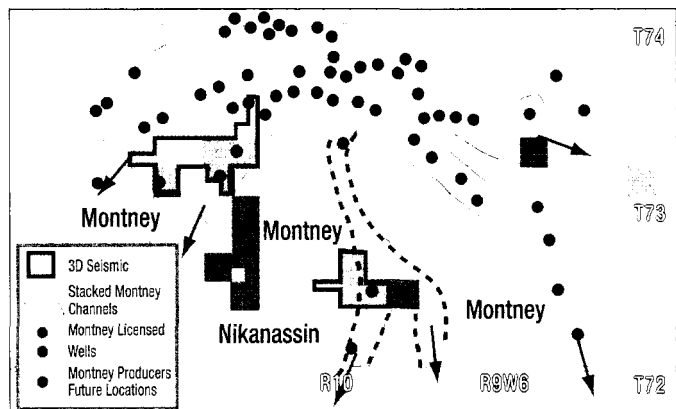 T74
T73
Montney
Montney
Montney
Nikanassin
3D Seismic
Stacked Montney
Channels
Montney Licensed
Wells
Montney Producers
Future Locations
R10
R9W6
T72